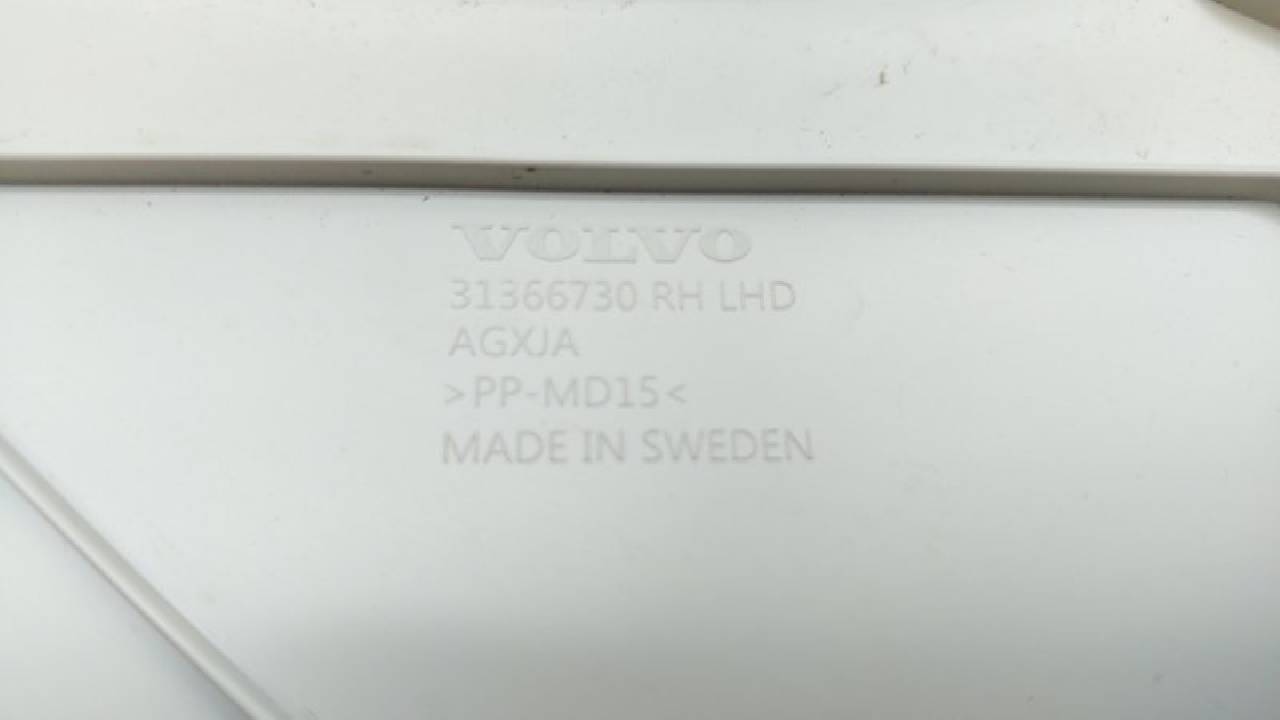 VOLVO
31366730 RH LHD
AGXJA
>PP-MD15<
MADE IN SWEDEN